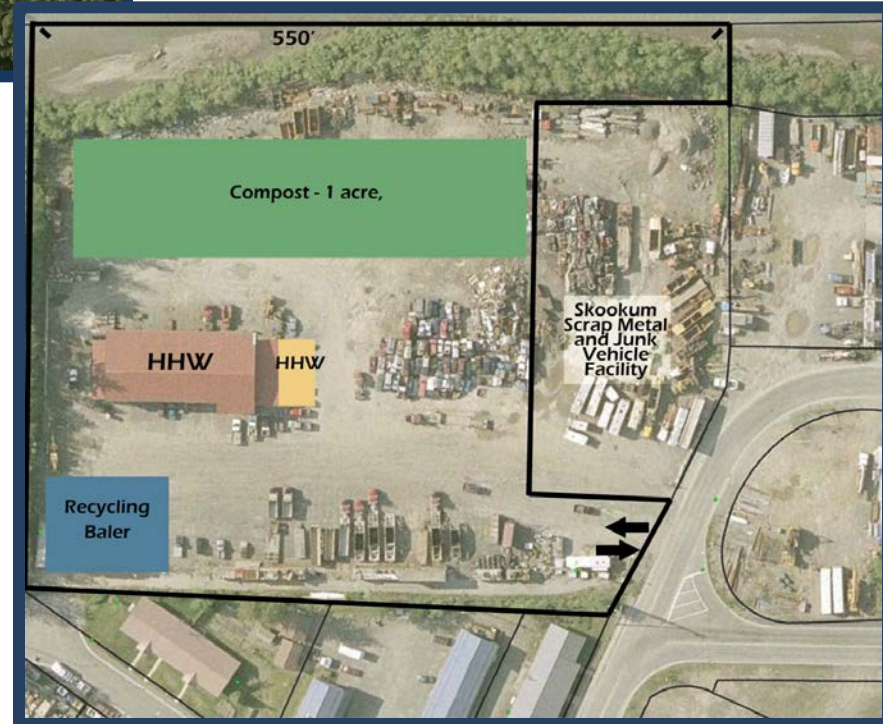 550'
Compost - 1 acre,
HHW
HHW
Skookum
Scrap Metal
and Junk
Vehicle
Facility
Recycling
Baler